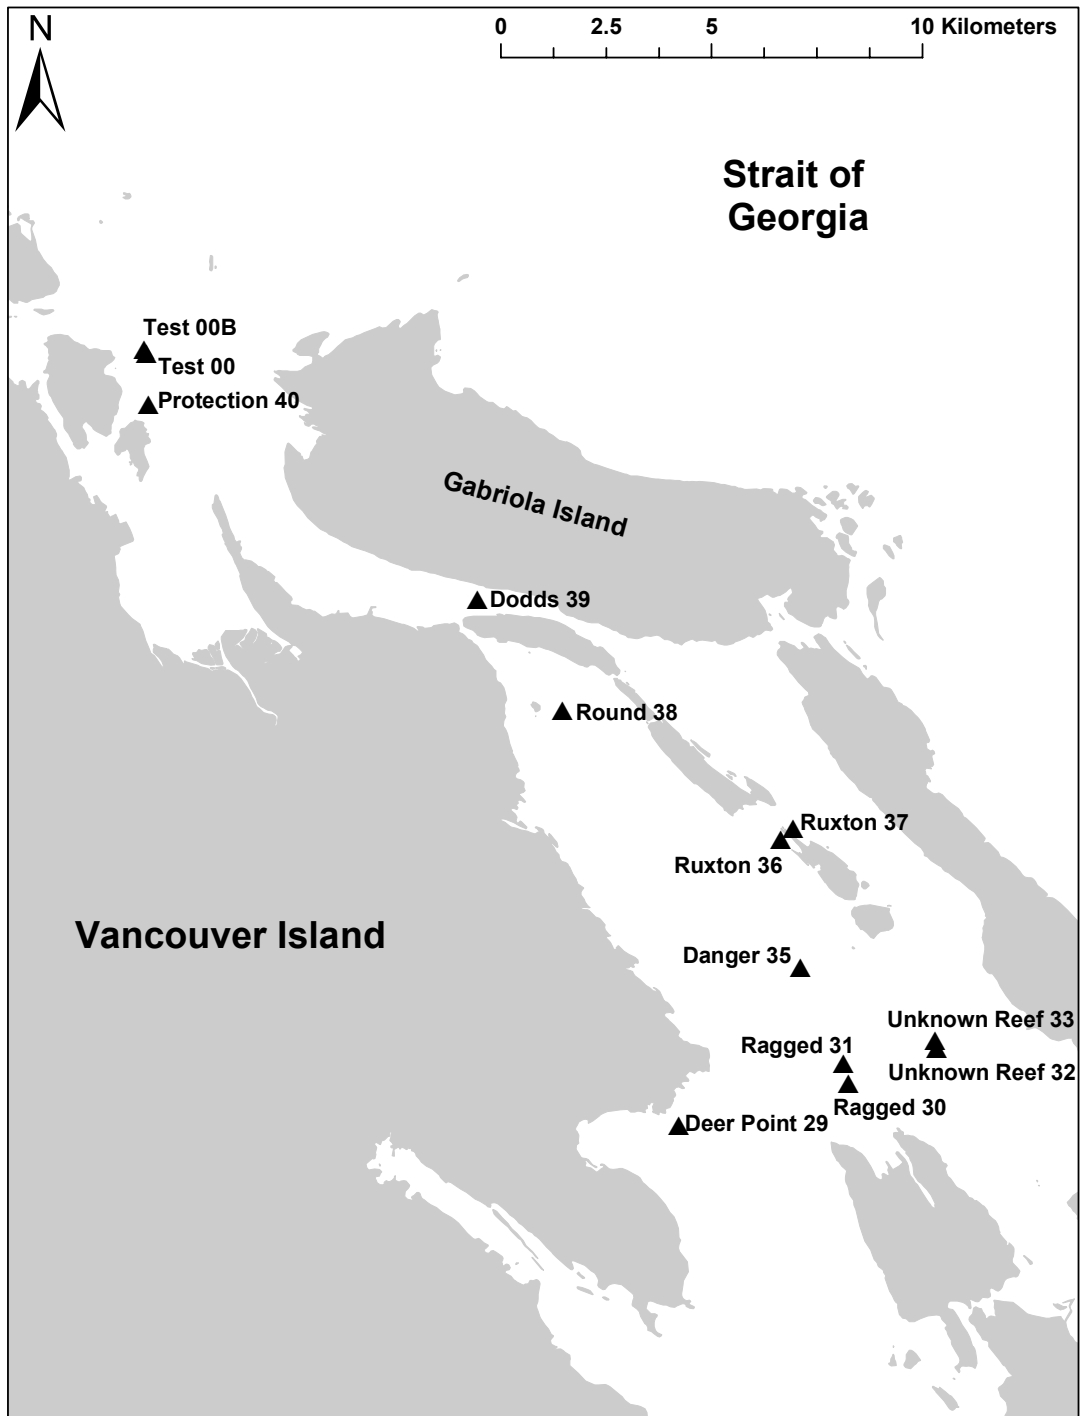 N
0 2.5 5 10 Kilometers
Strait of
Georgia
Test 00B
Test 00
Protection 40
Gabriola Island
Dodds 39
Round 38
Ruxton 37
Ruxton 36
Vancouver Island
Danger 35
Unknown Reef 33
Ragged 31
Unknown Reef 32
Ragged 30
Deer Point 29